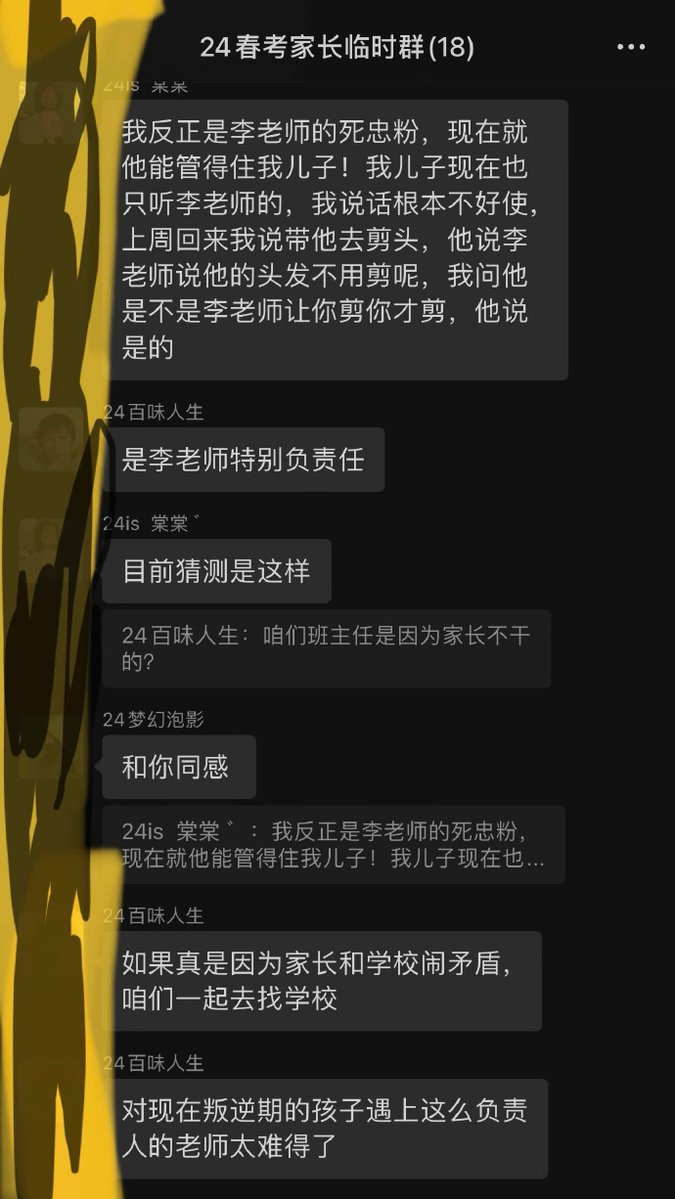 24春考家长临时群(18)
24is 棠棠
我反正是李老师的死忠粉，现在就
他能管得住我儿子！我儿子现在也
只听李老师的，我说话根本不好使，
上周回来我说带他去剪头，他说李
老师说他的头发不用剪呢，我问他
是不是李老师让你剪你才剪，他说
是的
24百味人生
是李老师特别负责任
24is 棠棠゛
目前猜测是这样
24百味人生：咱们班主任是因为家长不干
的？
24梦幻泡影
和你同感
24is 棠棠゛：我反正是李老师的死忠粉，
现在就他能管得住我儿子！我儿子现在也...
24百味人生
如果真是因为家长和学校闹矛盾，
咱们一起去找学校
24百味人生
对现在叛逆期的孩子遇上这么负责
人的老师太难得了